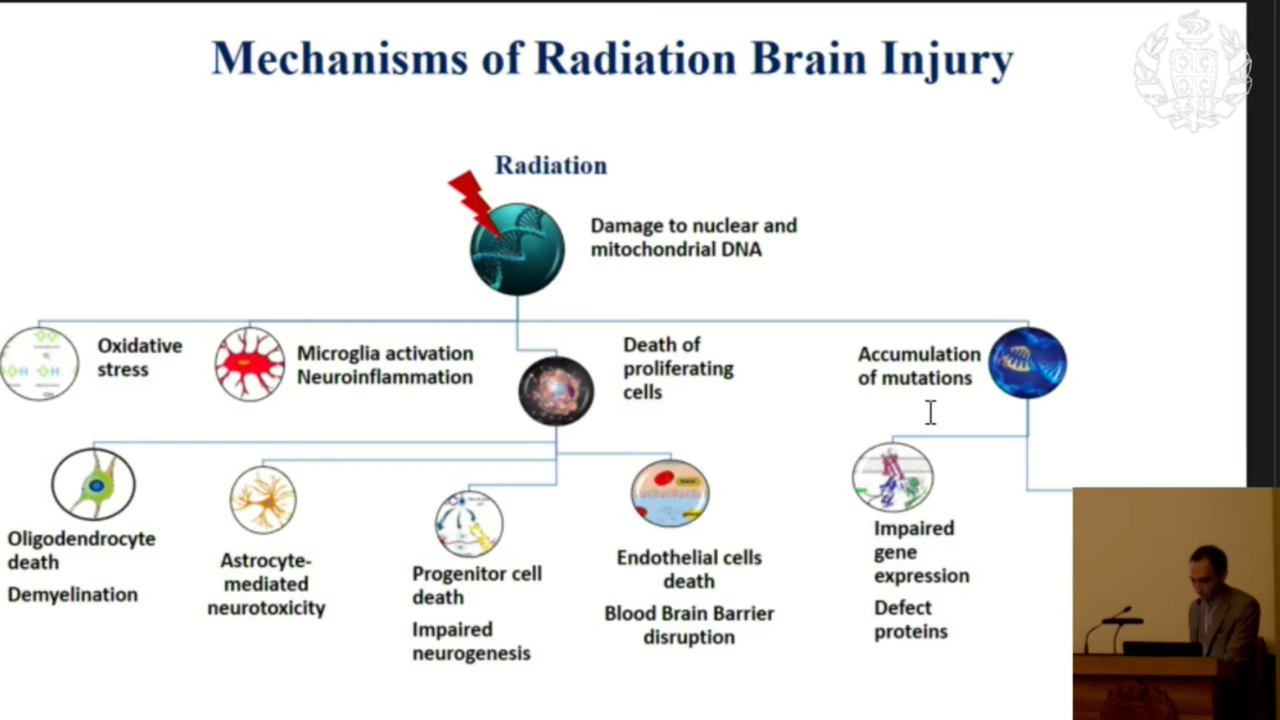 Mechanisms of Radiation Brain Injury
Radiation
Damage to nuclear and
mitochondrial DNA
Oxidative
stress
Microglia activation
Neuroinflammation
Death of
proliferating
cells
Accumulation
of mutations
Oligodendrocyte
death
Demyelination
Astrocyte-
mediated
neurotoxicity
Progenitor cell
death
Impaired
neurogenesis
Endothelial cells
death
Blood Brain Barrier
disruption
Impaired
gene
expression
Defect
proteins